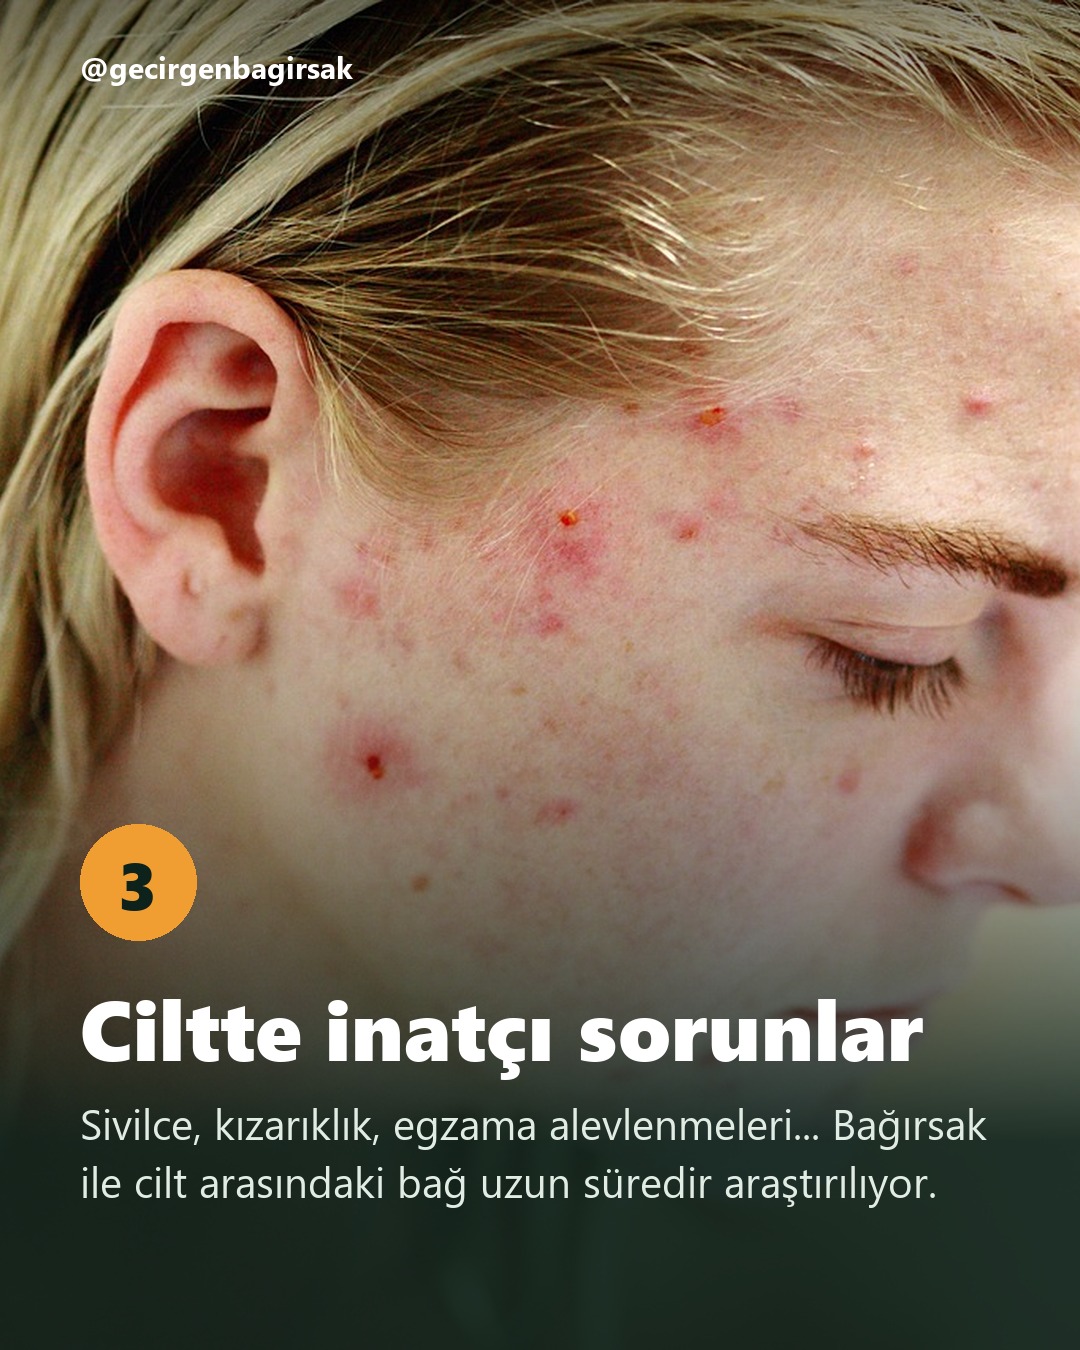 @gecirgenbagirsak
3
Ciltte inatçı sorunlar
Sivilce, kızarıklık, egzama alevlenmeleri... Bağırsak
ile cilt arasındaki bağ uzun süredir araştırılıyor.